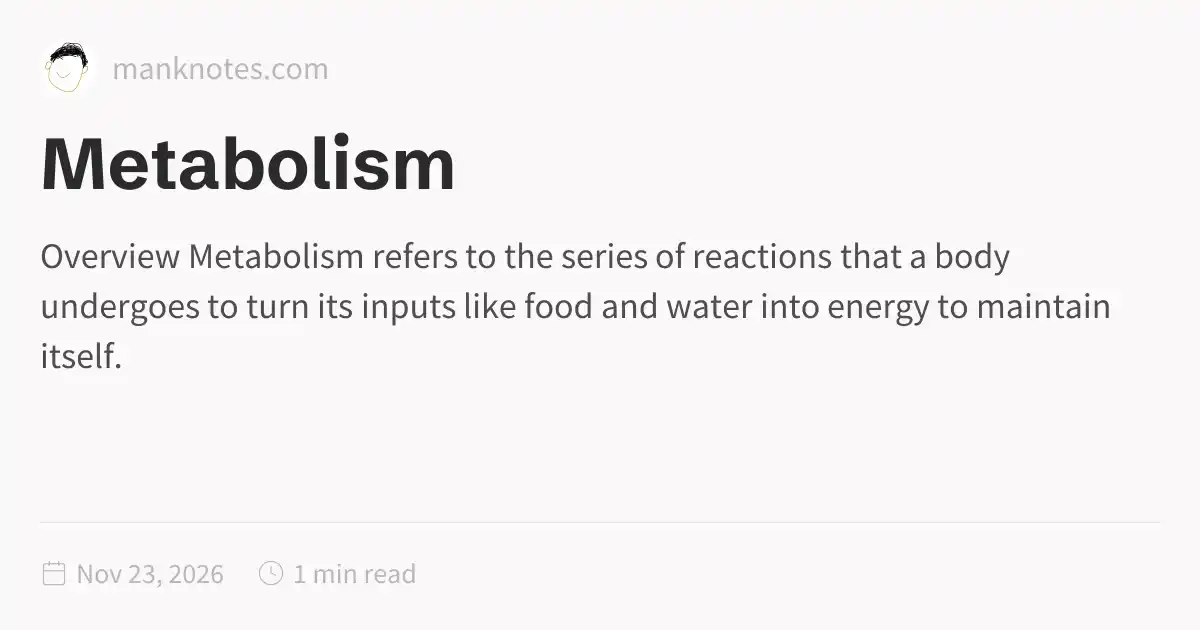 manknotes.com
Metabolism
Overview Metabolism refers to the series of reactions that a body
undergoes to turn its inputs like food and water into energy to maintain
itself.
Nov 23, 2026 1 min read